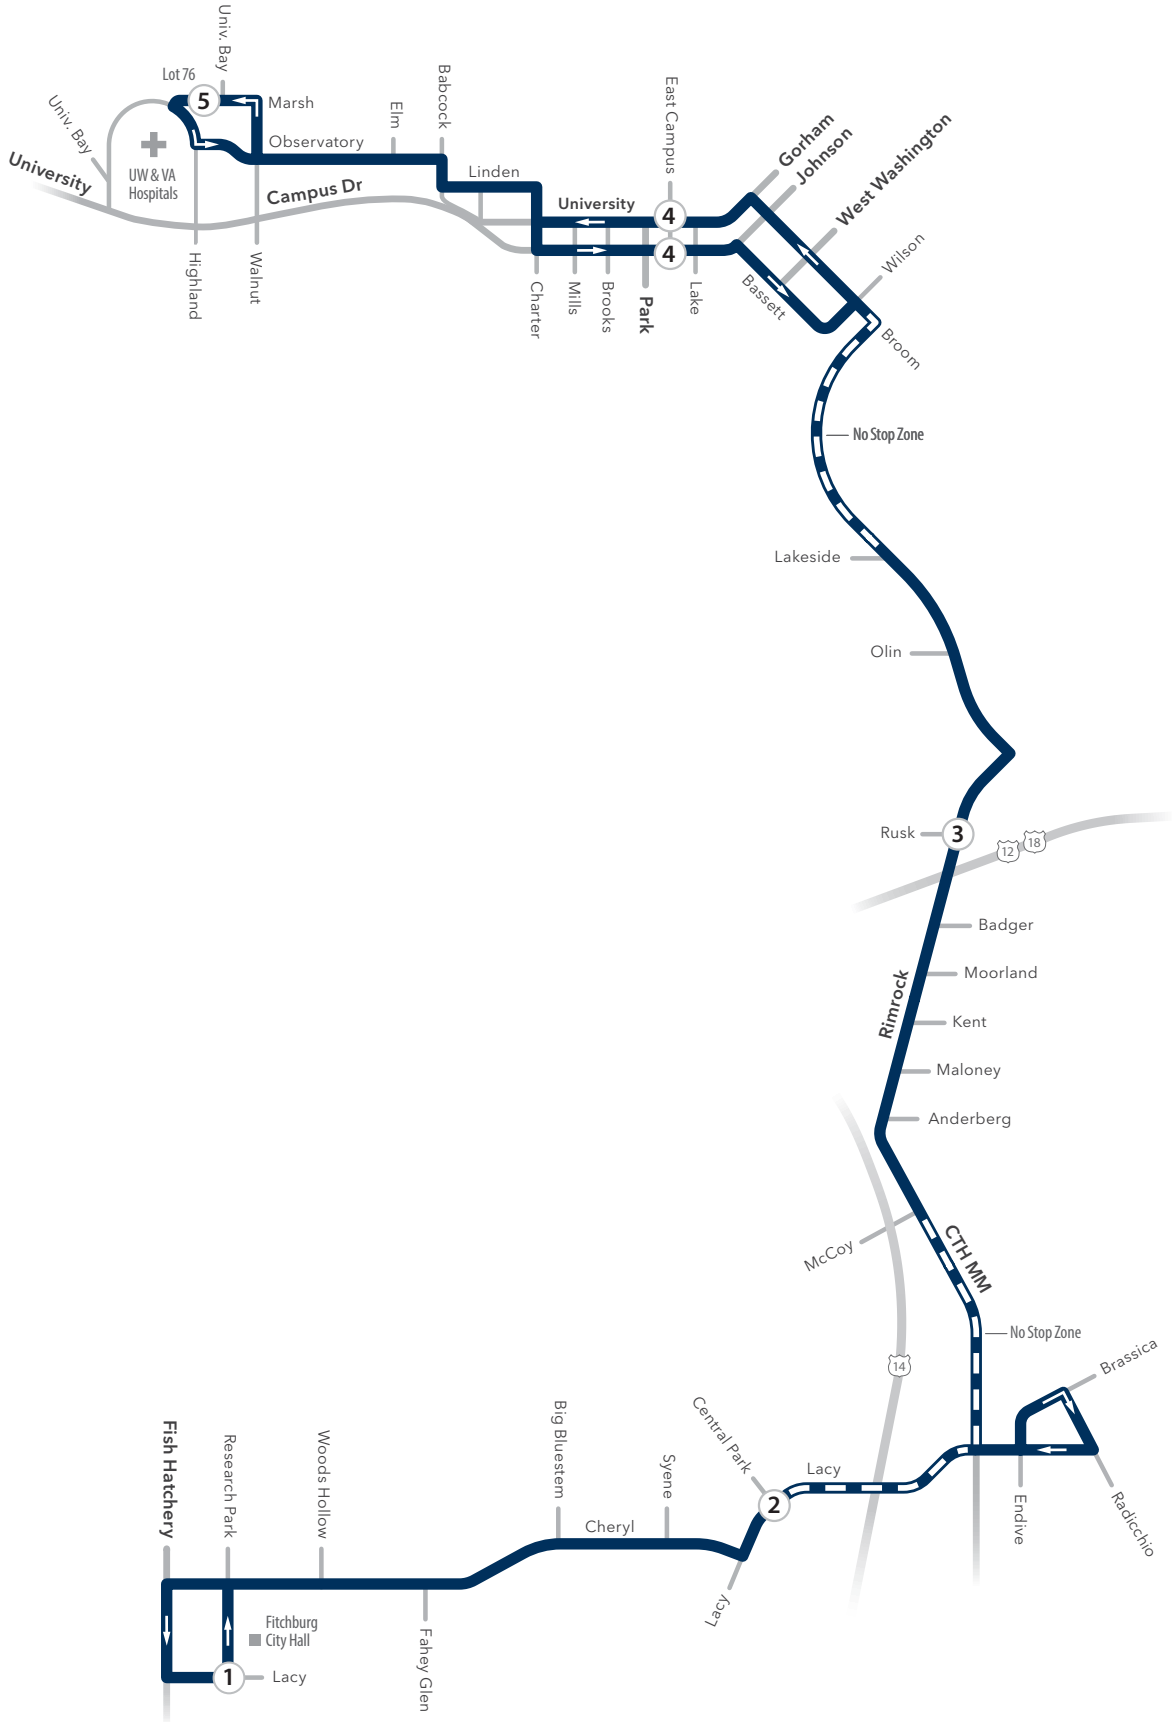 Univ. Bay
Lot 76
5
Marsh
Babcock
Elm
East Campus
Univ. Bay
University
UW & VA
Hospitals
Observatory
Linden
Campus Dr
University
4
4
Gorham
Johnson
West Washington
Wilson
Highland
Walnut
Charter
Mills
Brooks
Park
Lake
Bassett
Broom
No Stop Zone
Lakeside
Olin
Rusk
3
12
18
Badger
Moorland
Rimrock
Kent
Maloney
Anderberg
McCoy
CTH MM
No Stop Zone
14
Brassica
Central Park
Big Bluestem
Syene
Lacy
2
Endive
Radicchio
Fish Hatchery
Research Park
Woods Hollow
Cheryl
Lacy
Fitchburg
City Hall
Fahey Glen
1
Lacy